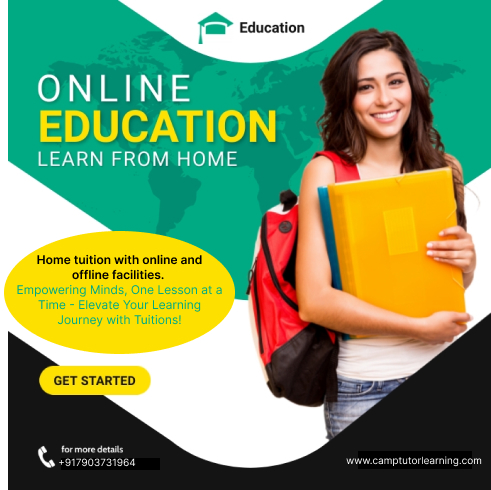 Education
ONLINE
EDUCATION
LEARN FROM HOME
Home tuition with online and
offline facilities.
Empowering Minds, One Lesson at a
Time - Elevate Your Learning
Journey with Tuitions!
GET STARTED
for more details
+917903731964
www.camptutorlearning.com